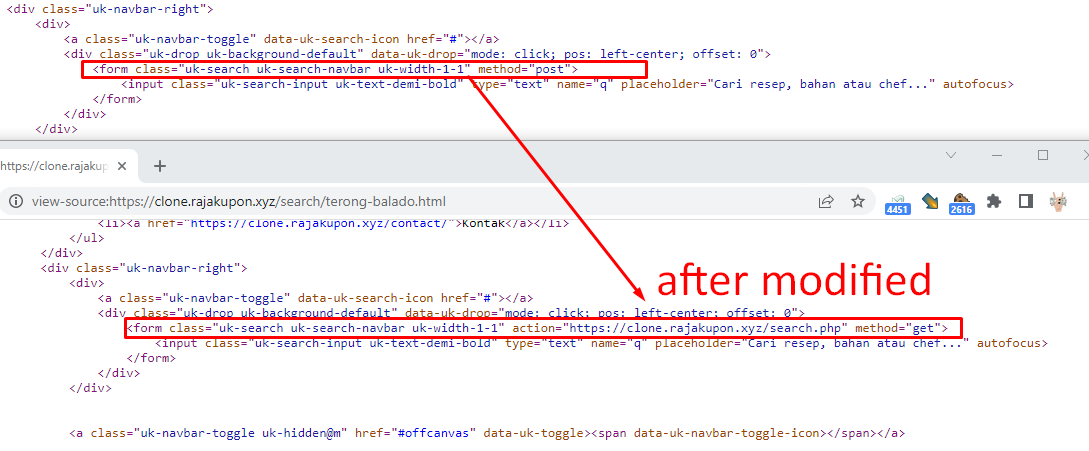 <div class="uk-navbar-right">
<div>
<a class="uk-navbar-toggle" data-uk-search-icon href="#"></a>
<div class="uk-drop uk-background-default" data-uk-drop="mode: click; pos: left-center; offset: 0">
<form class="uk-search uk-search-navbar uk-width-1-1" method="post">
<input class="uk-search-input uk-text-demi-bold" type="text" name="q" placeholder="Cari resep, bahan atau chef..." autofocus>
</form>
</div>
</div>
https://clone.rajakupon
view-source:https://clone.rajakupon.xyz/search/terong-balado.html
4451
2616
<li><a href="https://clone.rajakupon.xyz/contact/">Kontak</a></li>
</ul>
</div>
<div class="uk-navbar-right">
<div>
after modified
<a class="uk-navbar-toggle" data-uk-search-icon href="#"></a>
<div class="uk-drop uk-background-default" data-uk-drop="mode: click; pos: left-center; offset: 0">
<form class="uk-search uk-search-navbar uk-width-1-1" action="https://clone.rajakupon.xyz/search.php" method="get">
<input class="uk-search-input uk-text-demi-bold" type="text" name="q" placeholder="Cari resep, bahan atau chef..." autofocus>
</form>
</div>
</div>
<a class="uk-navbar-toggle uk-hidden@m" href="#offcanvas" data-uk-toggle><span data-uk-navbar-toggle-icon></span></a>